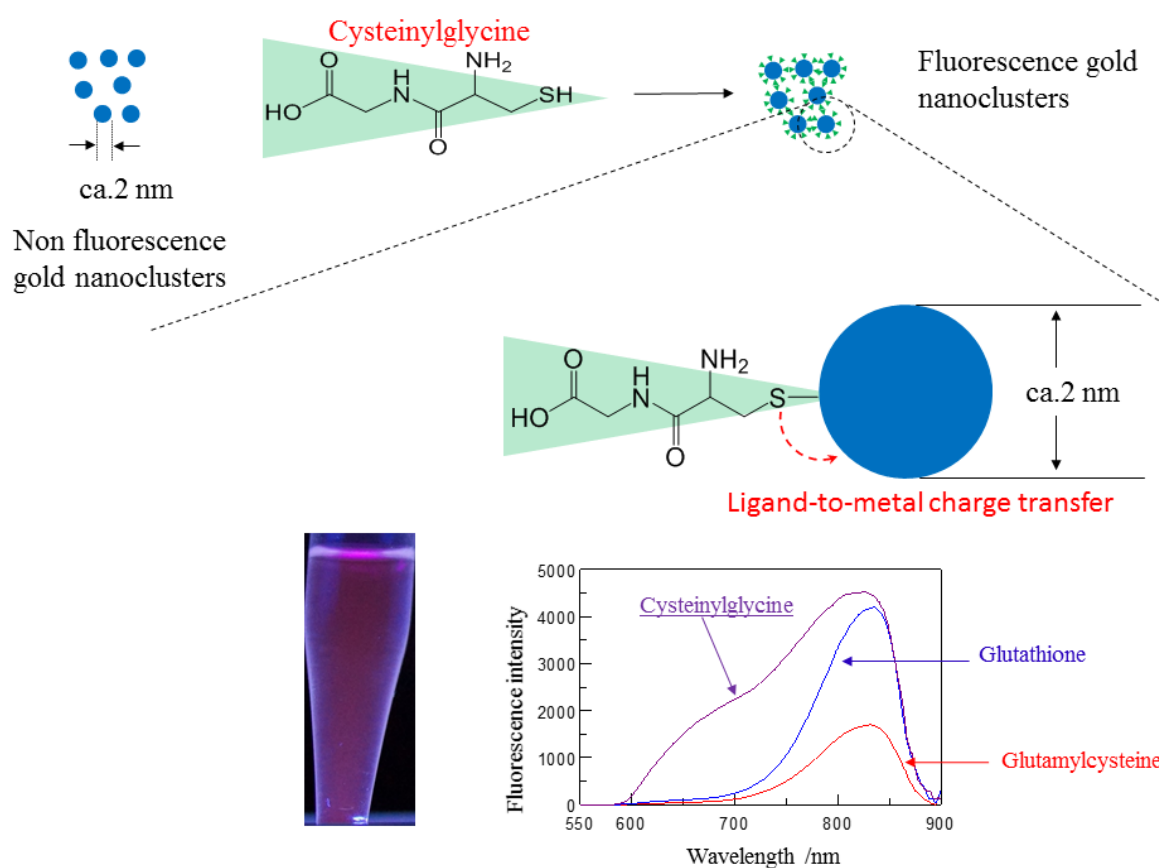 Cysteinylglycine
Fluorescence gold
nanoclusters
NH2
O
H
N
SH
HO
O
ca.2 nm
Non fluorescence
gold nanoclusters
O
H
N
NH2
S
HO
O
ca.2 nm
Ligand-to-metal charge transfer
5000
4000
3000
2000
1000
0
Fluorescence intensity
Cysteinylglycine
Glutathione
Glutamylcysteine
550
600
700
800
900
Wavelength /nm